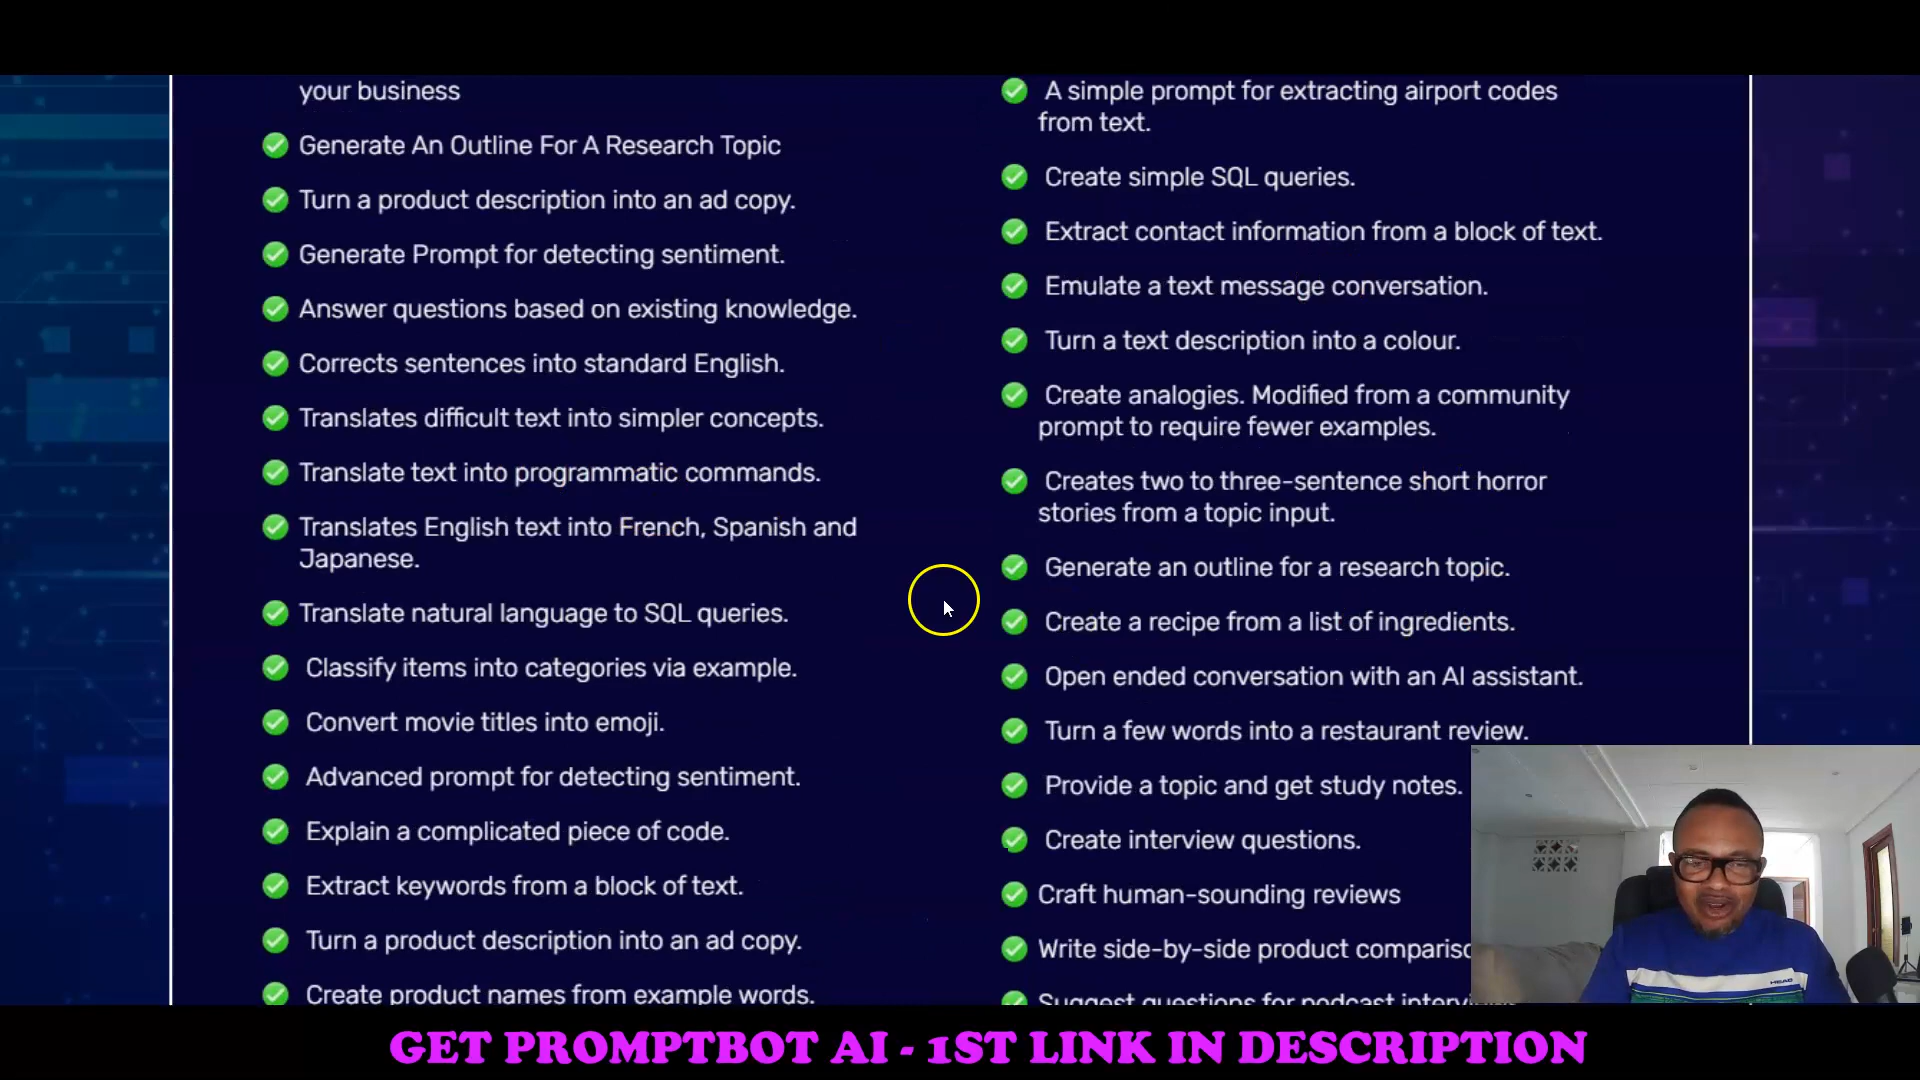 your business
Generate An Outline For A Research Topic
Turn a product description into an ad copy.
Generate Prompt for detecting sentiment.
Answer questions based on existing knowledge.
Corrects sentences into standard English.
Translates difficult text into simpler concepts.
Translate text into programmatic commands.
Translates English text into French, Spanish and
Japanese.
Translate natural language to SQL queries.
Classify items into categories via example.
Convert movie titles into emoji.
Advanced prompt for detecting sentiment.
Explain a complicated piece of code.
Extract keywords from a block of text.
Turn a product description into an ad copy.
Create product names from example words.
A simple prompt for extracting airport codes
from text.
Create simple SQL queries.
Extract contact information from a block of text.
Emulate a text message conversation.
Turn a text description into a colour.
Create analogies. Modified from a community
prompt to require fewer examples.
Creates two to three-sentence short horror
stories from a topic input.
Generate an outline for a research topic.
Create a recipe from a list of ingredients.
Open ended conversation with an AI assistant.
Turn a few words into a restaurant review.
Provide a topic and get study notes.
Create interview questions.
Craft human-sounding reviews
Write side-by-side product
Suggest questions for podcast
HEAD
GET PROMPTBOT AI - 1ST LINK IN DESCRIPTION